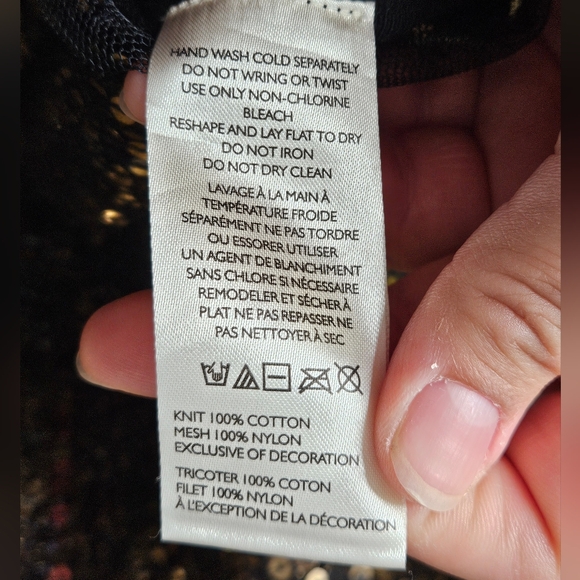 HAND WASH COLD SEPARATELY
DO NOT WRING OR TWIST
USE ONLY NON-CHLORINE
BLEACH
RESHAPE AND LAY FLAT TO DRY
DO NOT IRON
DO NOT DRY CLEAN
LAVAGE À LA MAIN À
TEMPÉRATURE FROIDE
SÉPARÉMENT NE PAS TORDRE
OU ESSORER UTILISER
UN AGENT DE BLANCHIMENT
SANS CHLORE SI NÉCESSAIRE
REMODELER ET SÉCHER À
PLAT NE PAS REPASSER NE
PAS NETTOYER À SEC
KNIT 100% COTTON
MESH 100% NYLON
EXCLUSIVE OF DECORATION
TRICOTER 100% COTON
FILET 100% NYLON
À L'EXCEPTION DE LA DÉCORATION